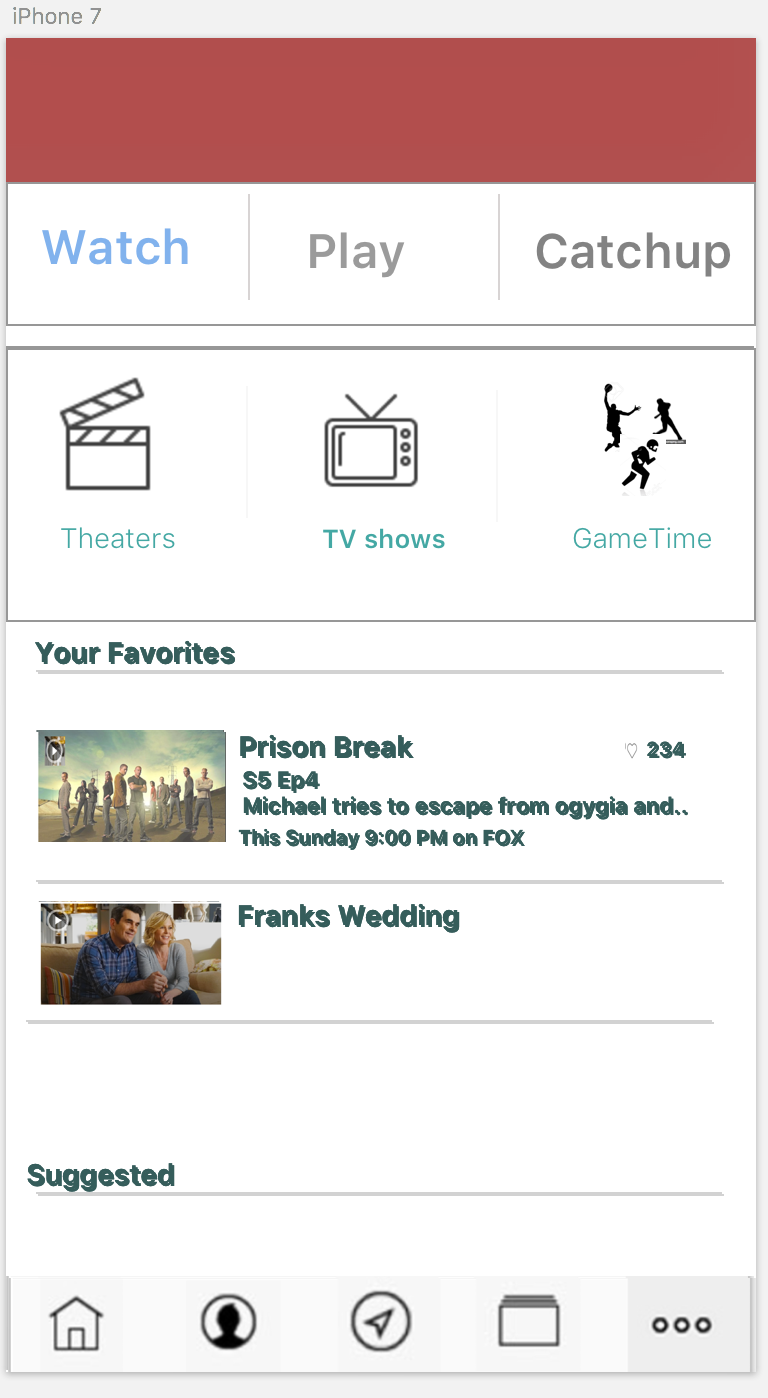 iPhone 7
Watch
Play
Catchup
Theaters
TV shows
GameTime
Your Favorites
Prison Break
♡ 234
S5 Ep4
Michael tries to escape from ogygia and..
This Sunday 9:00 PM on FOX
Franks Wedding
Suggested